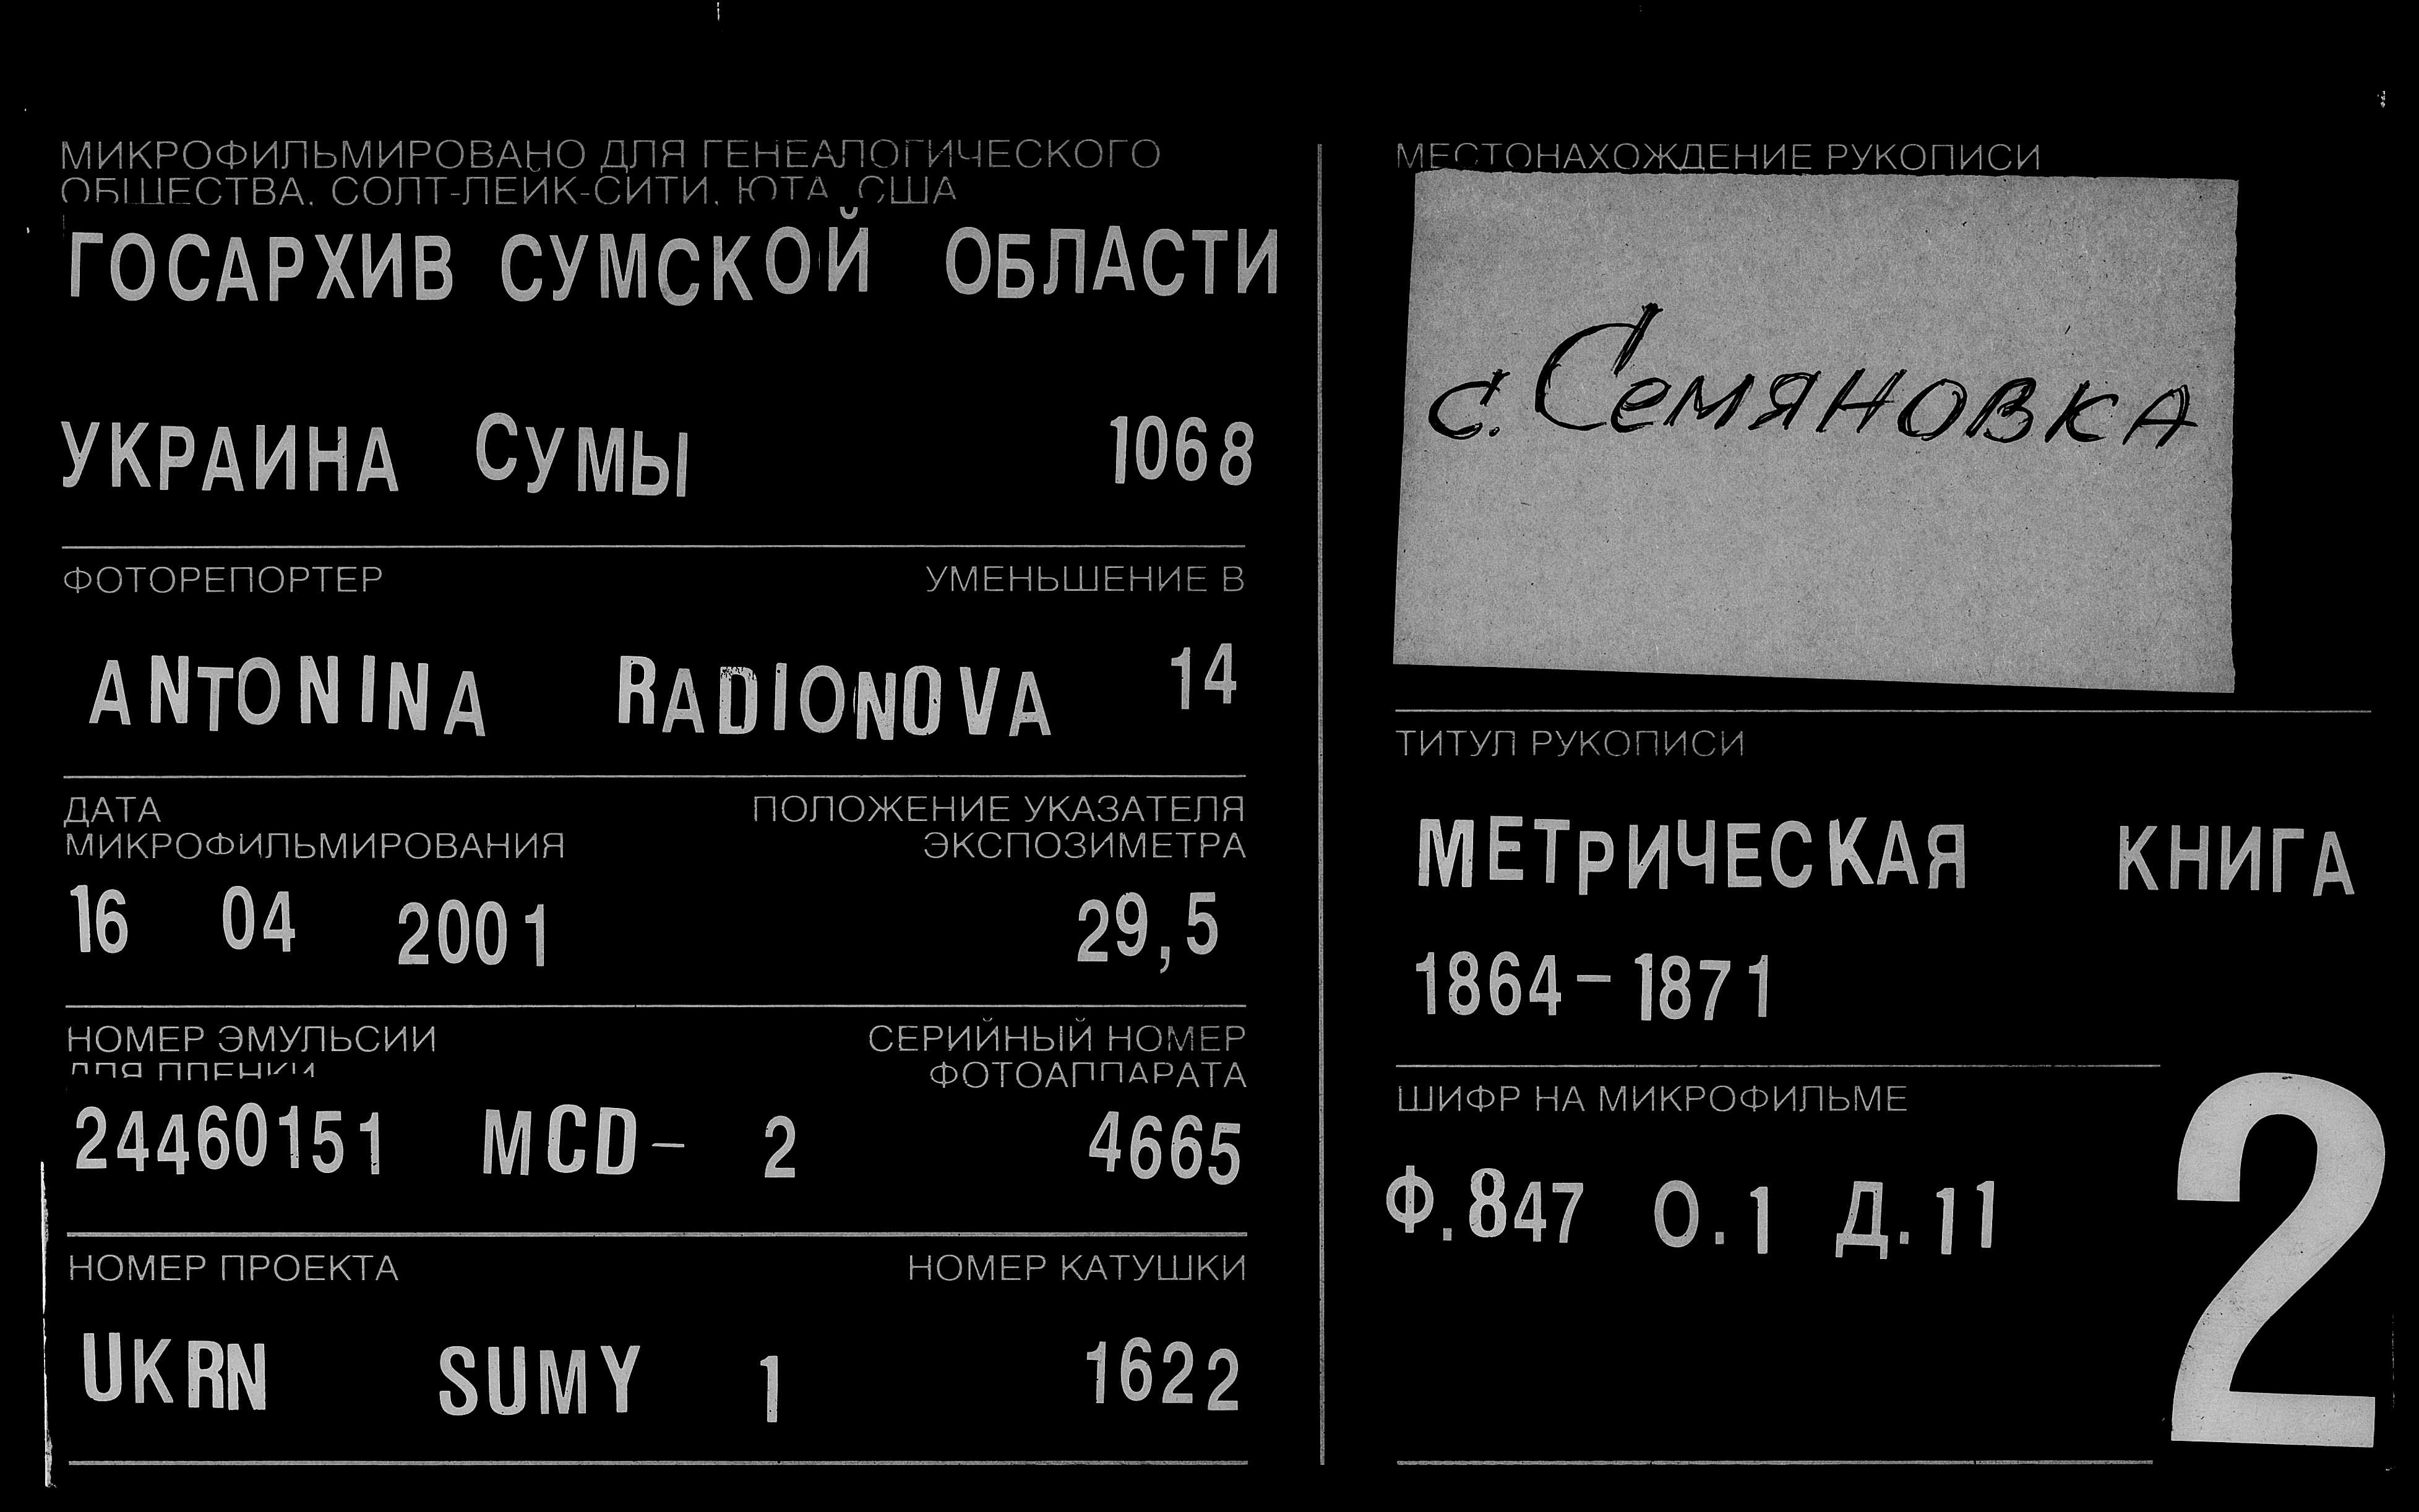 МИКРОФИЛЬМИРОВАНО ДЛЯ ГЕНЕАЛОГИЧЕСКОГО
ОБЩЕСТВА, СОЛТ-ЛЕЙК-СИТИ, ЮТА, США
ГОСАРХИВ СУМСКОЙ ОБЛАСТИ
УКРАИНА СУМЫ 1068
ФОТОРЕПОРТЕР УМЕНЬШЕНИЕ В
ANTONINA RADIONOVA 14
ДАТА
МИКРОФИЛЬМИРОВАНИЯ
ПОЛОЖЕНИЕ УКАЗАТЕЛЯ
ЭКСПОЗИМЕТРА
16 04 2001 29,5
НОМЕР ЭМУЛЬСИИ
ДЛЯ ПЛЕНКИ
СЕРИЙНЫЙ НОМЕР
ФОТОАППАРАТА
24460151 MCD- 2 4665
НОМЕР ПРОЕКТА НОМЕР КАТУШКИ
UKRN SUMY 1 1622
МЕСТОНАХОЖДЕНИЕ РУКОПИСИ
с. Семяновка
ТИТУЛ РУКОПИСИ
МЕТРИЧЕСКАЯ КНИГА
1864-1871
ШИФР НА МИКРОФИЛЬМЕ
Ф.847 О.1 Д.11
2